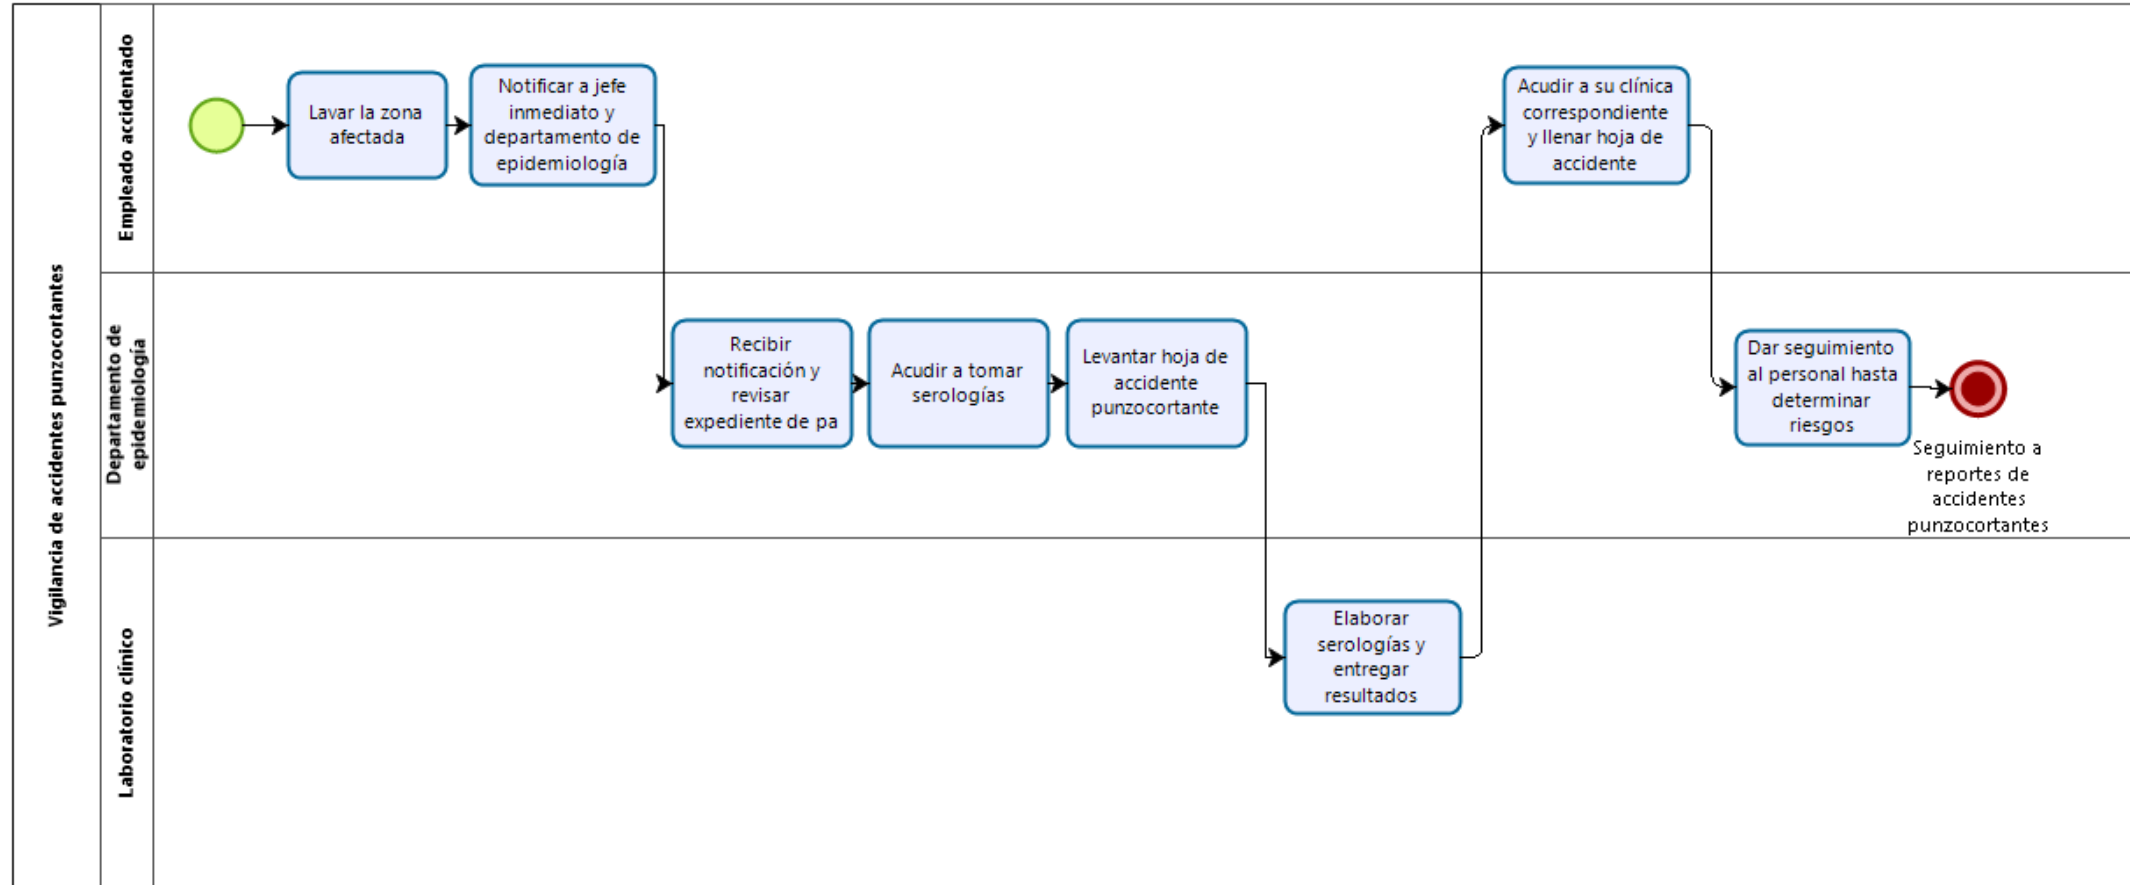 Vigilancia de accidentes punzocortantes
Empleado accidentado
Lavar la zona
afectada
Notificar a jefe
inmediato y
departamento de
epidemiología
Acudir a su clínica
correspondiente
y llenar hoja de
accidente
Departamento de
epidemiología
Recibir
notificación y
revisar
expediente de pa
Acudir a tomar
serologías
Levantar hoja de
accidente
punzocortante
Dar seguimiento
al personal hasta
determinar
riesgos
Seguimiento a
reportes de
accidentes
punzocortantes
Laboratorio clínico
Elaborar
serologías y
entregar
resultados